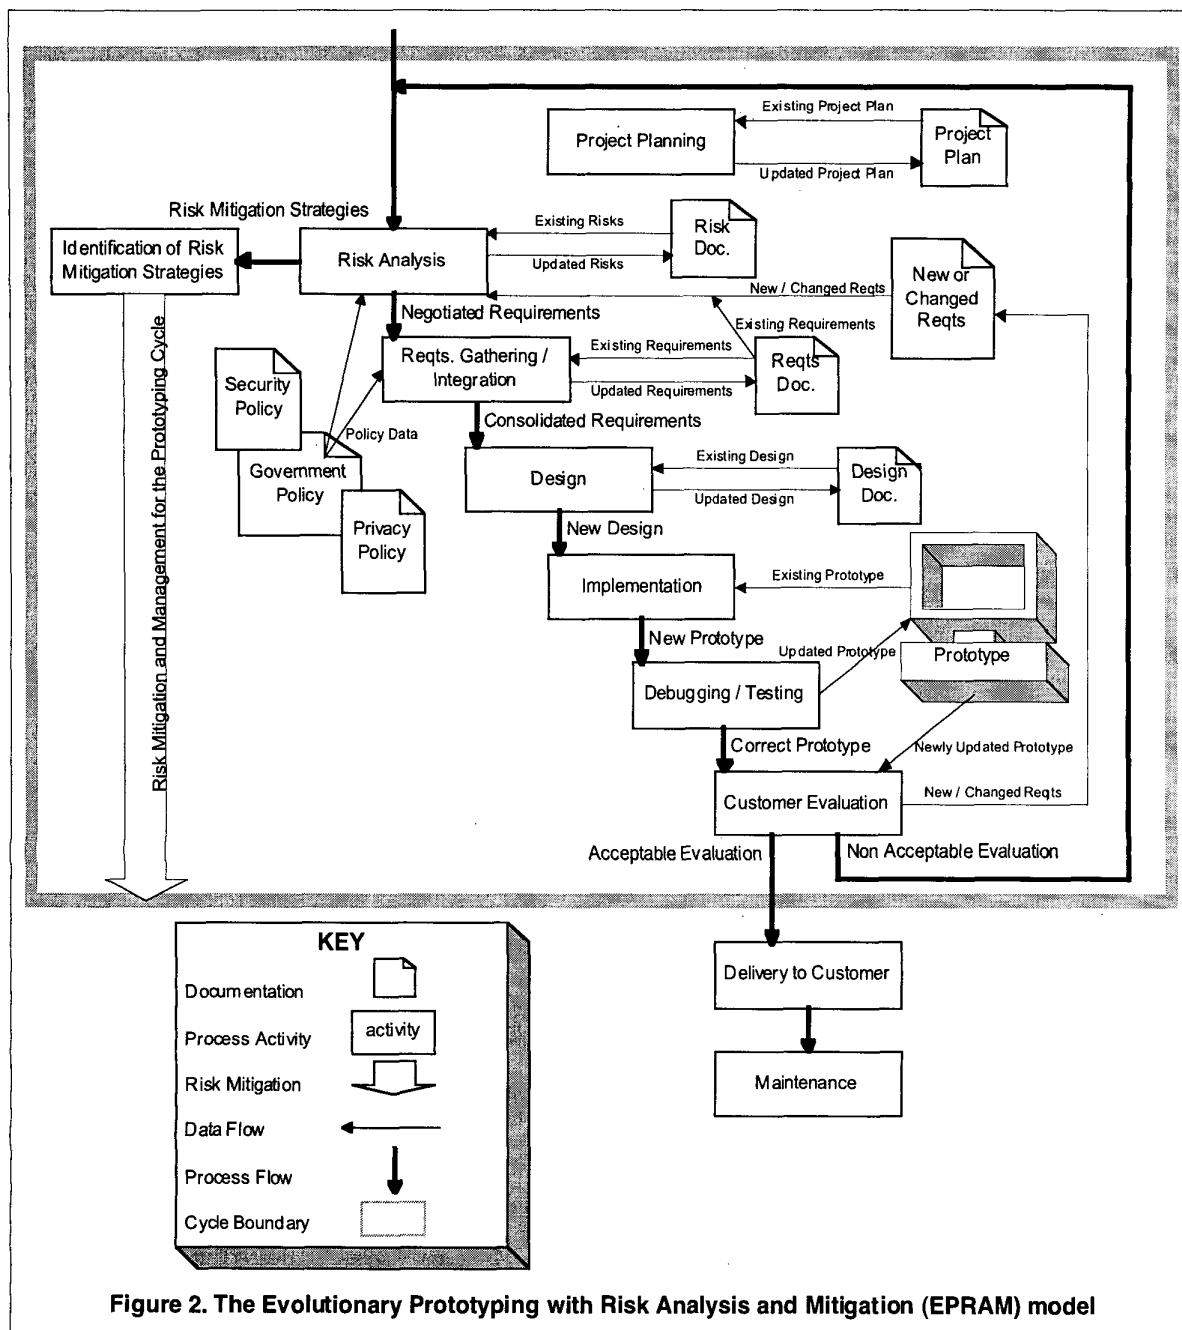 Existing Project Plan
Project Planning
Project
Plan
Updated Project Plan
Risk Mitigation Strategies
Identification of Risk
Mitigation Strategies
Risk Analysis
Existing Risks
Updated Risks
Risk
Doc.
New / Changed Reqts
New or
Changed
Reqts
Negotiated Requirements
Existing Requirements
Reqts. Gathering /
Integration
Existing Requirements
Updated Requirements
Reqts
Doc.
Security
Policy
Policy Data
Government
Policy
Privacy
Policy
Risk Mitigation and Management for the Prototyping Cycle
Consolidated Requirements
Design
Existing Design
Updated Design
Design
Doc.
New Design
Implementation
Existing Prototype
New Prototype
Updated Prototype
Prototype
Debugging / Testing
Correct Prototype
Newly Updated Prototype
Customer Evaluation
New / Changed Reqts
Acceptable Evaluation
Non Acceptable Evaluation
Delivery to Customer
Maintenance
KEY
Documentation
Process Activity
activity
Risk Mitigation
Data Flow
Process Flow
Cycle Boundary
Figure 2. The Evolutionary Prototyping with Risk Analysis and Mitigation (EPRAM) model